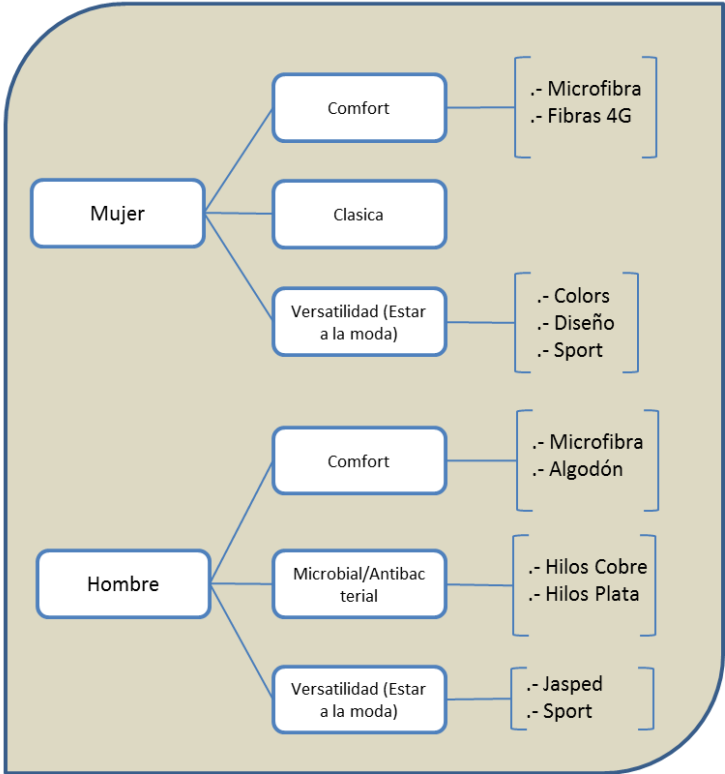 Mujer
Comfort
.- Microfibra
.- Fibras 4G
Clasica
Versatilidad (Estar
a la moda)
.- Colors
.- Diseño
.- Sport
Hombre
Comfort
.- Microfibra
.- Algodón
Microbial/Antibac
terial
.- Hilos Cobre
.- Hilos Plata
Versatilidad (Estar
a la moda)
.- Jasped
.- Sport